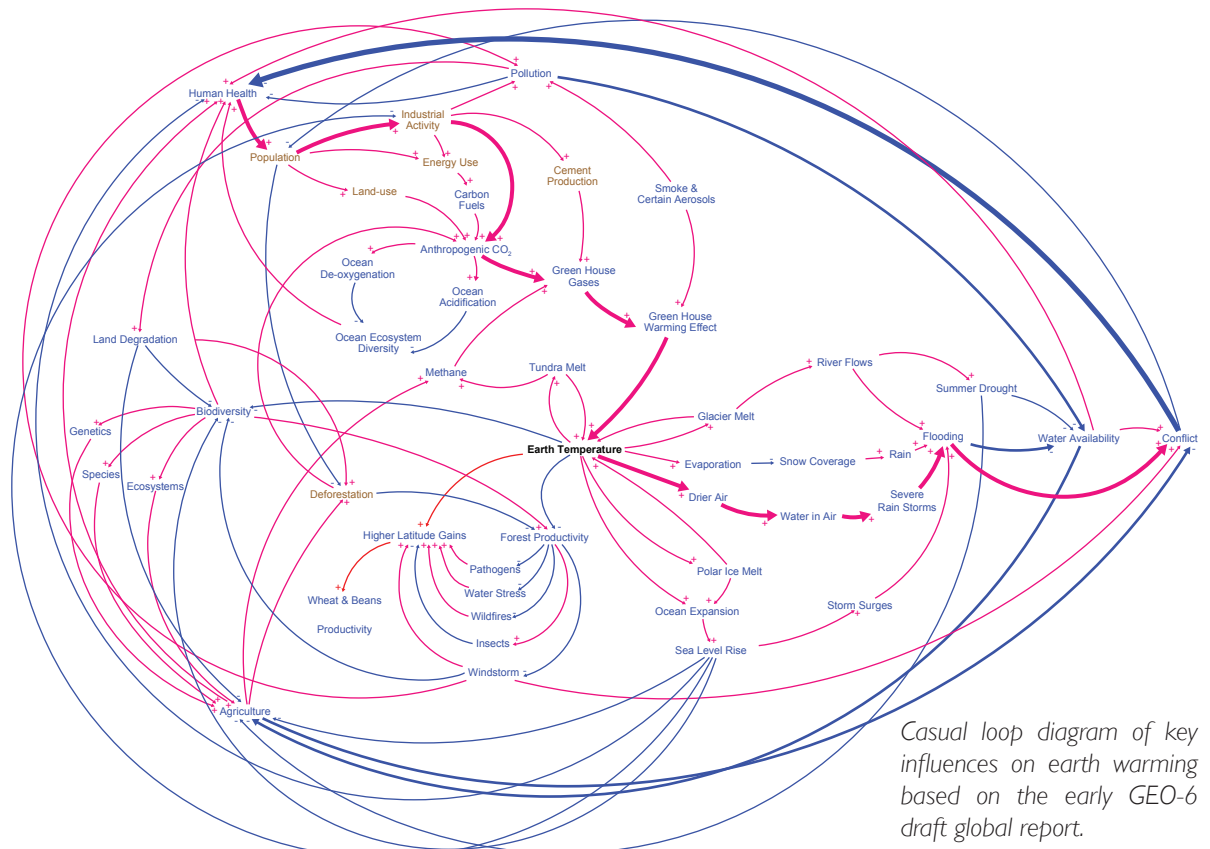 Pollution
Human Health
Industrial
Activity
Population
Energy Use
Cement
Production
Land-use
Carbon
Fuels
Smoke &
Certain Aerosols
Anthropogenic CO₂
Ocean
De-oxygenation
Green House
Gases
Ocean
Acidification
Green House
Warming Effect
Land Degradation
Ocean Ecosystem
Diversity
Methane
Tundra Melt
River Flows
Summer Drought
Biodiversity
Glacier Melt
Genetics
Earth Temperature
Flooding
Water Availability
Conflict
Evaporation
Snow Coverage
Rain
Species
Ecosystems
Deforestation
Drier Air
Severe
Rain Storms
Water in Air
Higher Latitude Gains
Forest Productivity
Pathogens
Polar Ice Melt
Water Stress
Wheat & Beans
Productivity
Wildfires
Ocean Expansion
Storm Surges
Insects
Sea Level Rise
Windstorm
Agriculture
Casual loop diagram of key
influences on earth warming
based on the early GEO-6
draft global report.